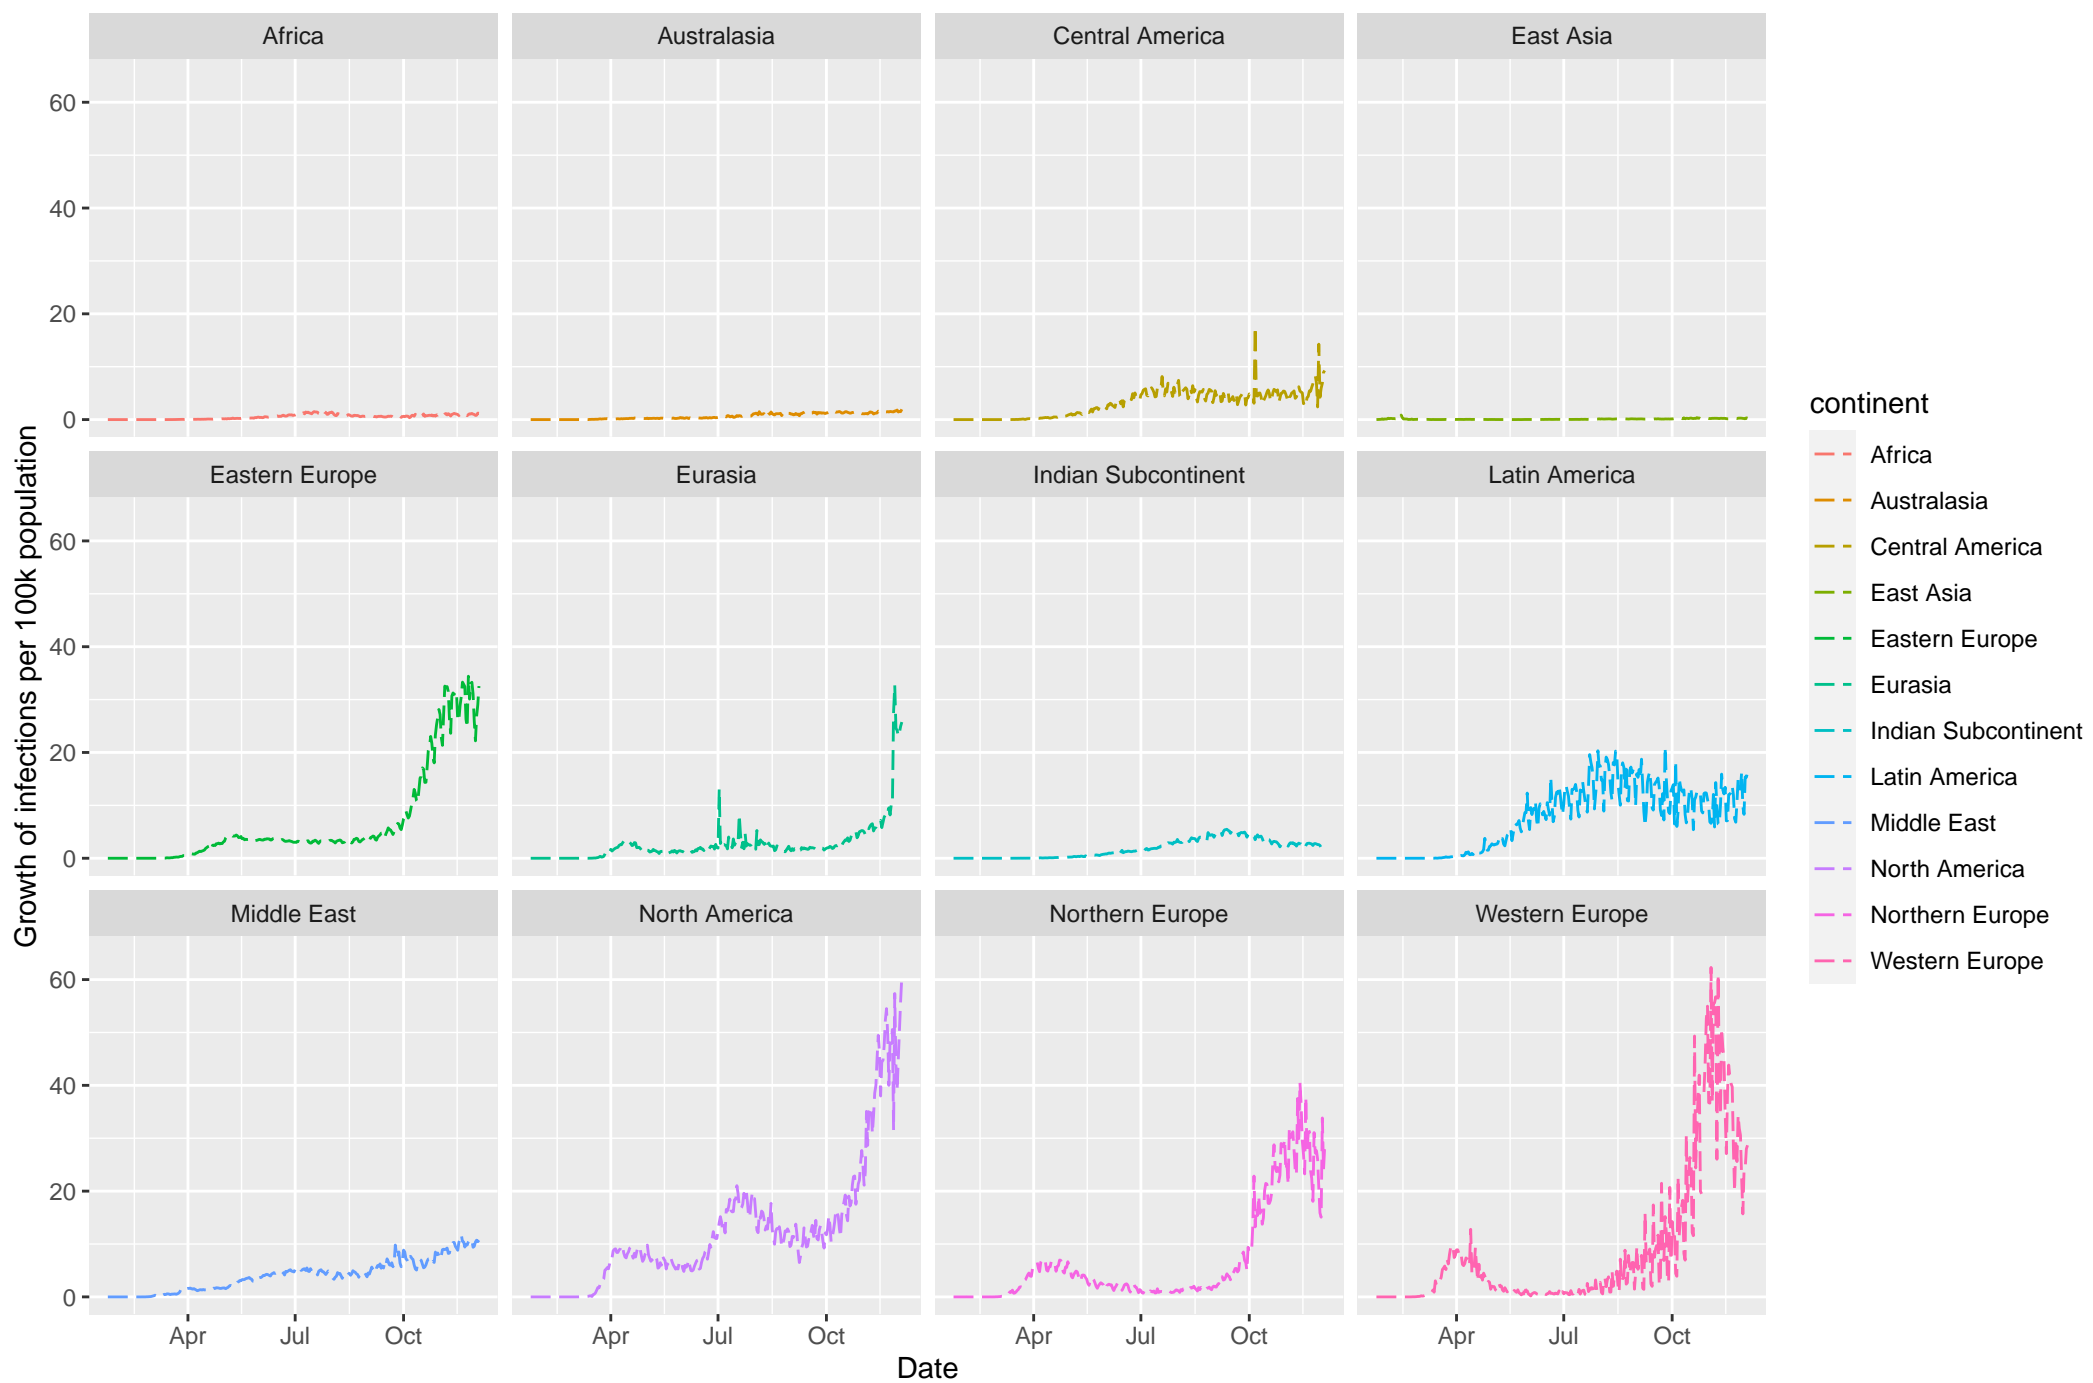 Africa
Australasia
Central America
East Asia
60
40
20
0
Eastern Europe
Eurasia
Indian Subcontinent
Latin America
60
40
20
0
Middle East
North America
Northern Europe
Western Europe
60
40
20
0
Apr Jul Oct
Apr Jul Oct
Apr Jul Oct
Apr Jul Oct
Date
Growth of infections per 100k population
continent
Africa
Australasia
Central America
East Asia
Eastern Europe
Eurasia
Indian Subcontinent
Latin America
Middle East
North America
Northern Europe
Western Europe